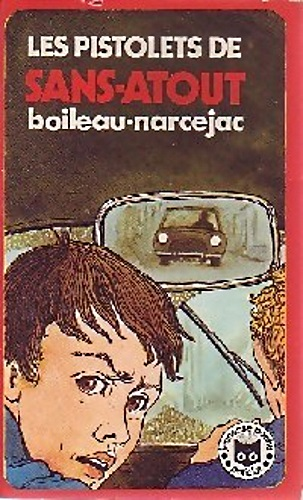 LES PISTOLETS DE
SANS-ATOUT
boileau-narcejac